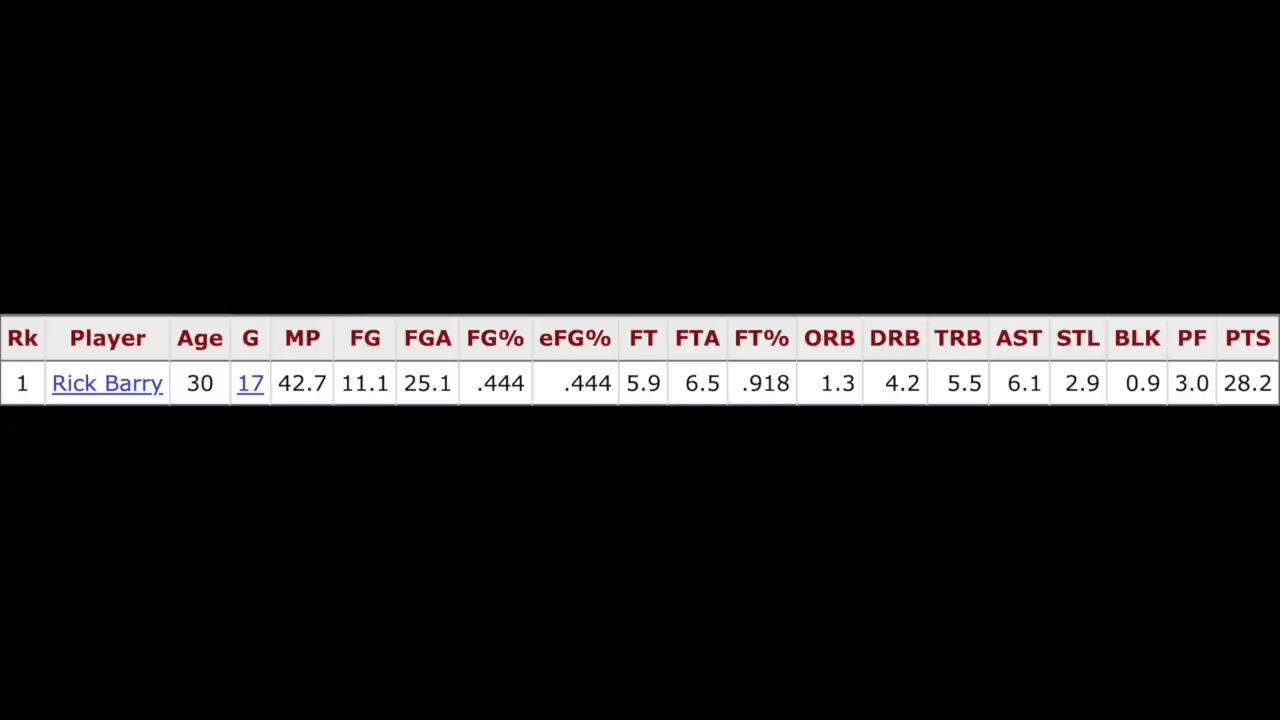 Rk Player Age G MP FG FGA FG% eFG% FT FTA FT% ORB DRB TRB AST STL BLK PF PTS
1 Rick Barry 30 17 42.7 11.1 25.1 .444 .444 5.9 6.5 .918 1.3 4.2 5.5 6.1 2.9 0.9 3.0 28.2